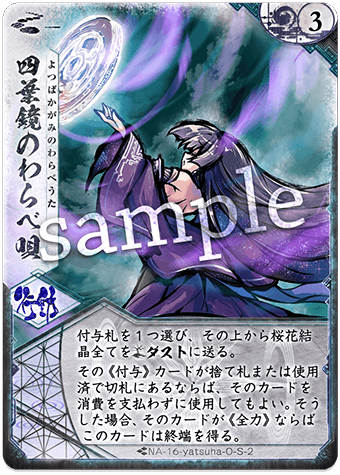 3
四葉鏡のわらべ唄
よつばかがみのわらべうた
sample
行動
付与札を1つ選び、その上から桜花結
晶全てをダストに送る。
その《付与》カードが捨て札または使用
済で切札にあるならば、そのカードを
消費を支払わずに使用してもよい。そう
した場合、そのカードが《全力》ならば
このカードは終端を得る。
NA-16-yatsuha-O-S-2